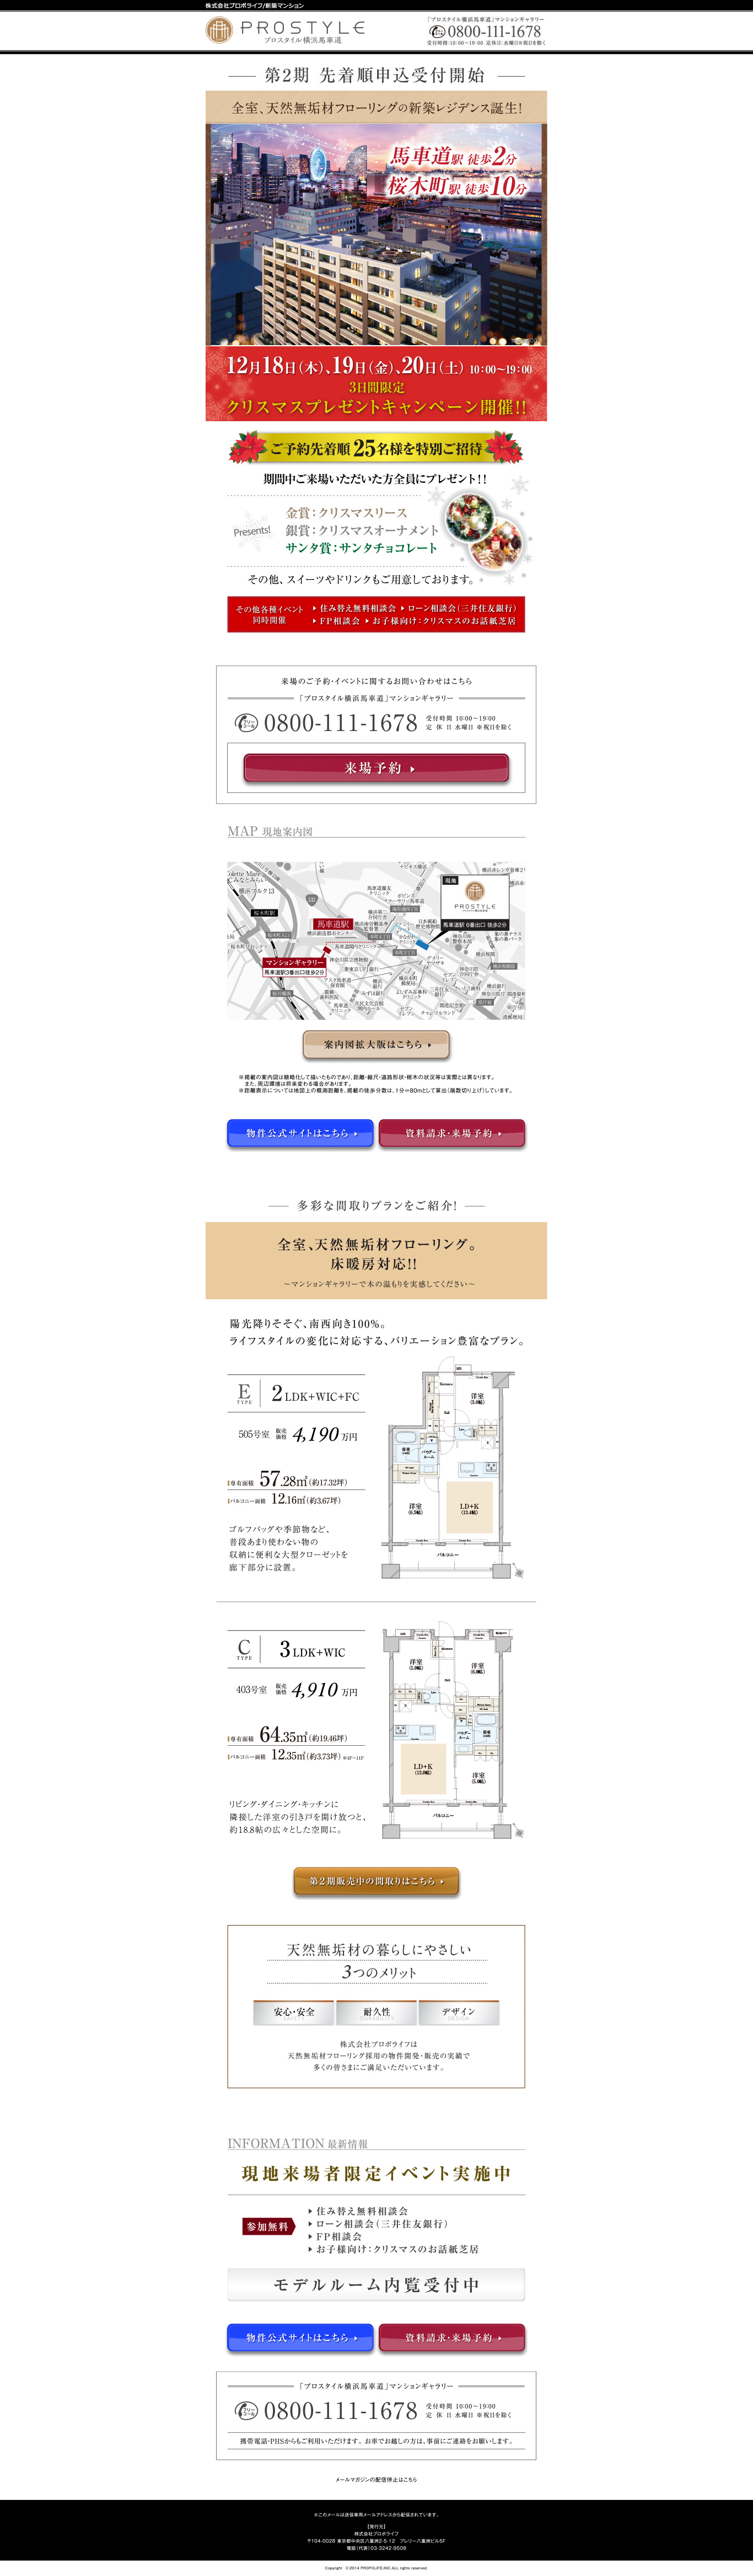 株式会社プロポライフ/新築マンション
PROSTYLE
プロスタイル横浜馬車道
「プロスタイル横浜馬車道」マンションギャラリー
0800-111-1678
受付時間:10:00~19:00 定休日:水曜日※祝日を除く
第2期 先着順申込受付開始
全室、天然無垢材フローリングの新築レジデンス誕生!
馬車道駅 徒歩2分
桜木町駅 徒歩10分
12月18日(木)、19日(金)、20日(土) 10:00~19:00
3日間限定
クリスマスプレゼントキャンペーン開催!!
ご予約先着順 25名様を特別ご招待
期間中ご来場いただいた方全員にプレゼント!!
Presents!
金賞:クリスマスリース
銀賞:クリスマスオーナメント
サンタ賞:サンタチョコレート
その他、スイーツやドリンクもご用意しております。
その他各種イベント
同時開催
住み替え無料相談会 ローン相談会(三井住友銀行)
FP相談会 お子様向け:クリスマスのお話紙芝居
来場のご予約・イベントに関するお問い合わせはこちら
「プロスタイル横浜馬車道」マンションギャラリー
フリーコール 0800-111-1678
受付時間 10:00~19:00
定 休 日 水曜日 ※祝日を除く
来場予約
MAP 現地案内図
現地
PROSTYLE
馬車道駅 6番出口 徒歩2分
桜木町駅
馬車道駅
マンションギャラリー
馬車道駅3番出口徒歩2分
案内図拡大版はこちら
※掲載の案内図は簡略化して描いたものであり、距離・縮尺・道路形状・樹木の状況等は実際とは異なります。
また、周辺環境は将来変わる場合があります。
※距離表示については地図上の概測距離を、掲載の徒歩分数は、1分=80mとして算出(端数切り上げ)しています。
物件公式サイトはこちら
資料請求・来場予約
多彩な間取りプランをご紹介!
全室、天然無垢材フローリング。
床暖房対応!!
~マンションギャラリーで木の温もりを実感してください~
陽光降りそそぐ、南西向き100%。
ライフスタイルの変化に対応する、バリエーション豊富なプラン。
E TYPE 2LDK+WIC+FC
505号室 販売価格 4,190万円
専有面積 57.28㎡(約17.32坪)
バルコニー面積 12.16㎡(約3.67坪)
ゴルフバッグや季節物など、
普段あまり使わない物の
収納に便利な大型クローゼットを
廊下部分に設置。
洋室
浴室
パウダールーム
洋室
(6.5帖)
LD+K
(13.4帖)
バルコニー
C TYPE 3LDK+WIC
403号室 販売価格 4,910万円
専有面積 64.35㎡(約19.46坪)
バルコニー面積 12.35㎡(約3.73坪) ※4F~11F
リビング・ダイニング・キッチンに
隣接した洋室の引き戸を開け放つと、
約18.8帖の広々とした空間に。
洋室
(5.0帖)
洋室
(6.0帖)
パウダールーム
浴室
LD+K
(13.8帖)
洋室
(5.0帖)
バルコニー
第2期販売中の間取りはこちら
天然無垢材の暮らしにやさしい
3つのメリット
安心・安全
SAFETY
耐久性
DURABILITY
デザイン
DESIGN
株式会社プロポライフは
天然無垢材フローリング採用の物件開発・販売の実績で
多くの皆さまにご満足いただいています。
INFORMATION 最新情報
現地来場者限定イベント実施中
参加無料
住み替え無料相談会
ローン相談会(三井住友銀行)
FP相談会
お子様向け:クリスマスのお話紙芝居
モデルルーム内覧受付中
物件公式サイトはこちら
資料請求・来場予約
「プロスタイル横浜馬車道」マンションギャラリー
フリーコール 0800-111-1678
受付時間 10:00~19:00
定 休 日 水曜日 ※祝日を除く
携帯電話・PHSからもご利用いただけます。お車でお越しの方は、事前にご連絡をお願いします。
メールマガジンの配信停止はこちら
※このメールは送信専用メールアドレスから配信されています。
【発行元】
株式会社プロポライフ
〒104-0028 東京都中央区八重洲2-5-12 プレリー八重洲ビル5F
電話(代表):03-3242-9508
Copyright ©2014 PROPOLIFE.INC.ALL rights reserved.